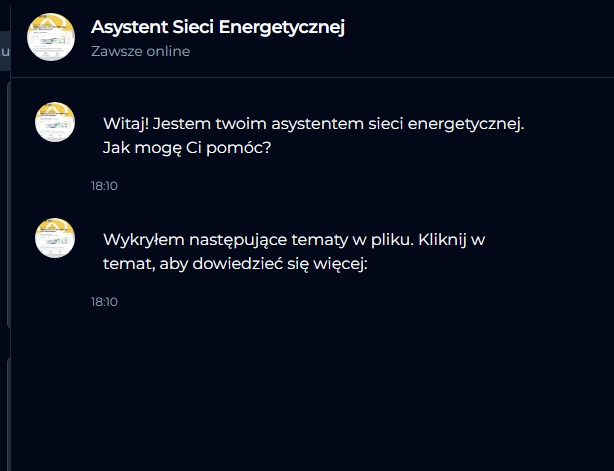 u
Asystent Sieci Energetycznej
Zawsze online
Witaj! Jestem twoim asystentem sieci energetycznej.
Jak mogę Ci pomóc?
18:10
Wykryłem następujące tematy w pliku. Kliknij w
temat, aby dowiedzieć się więcej:
18:10